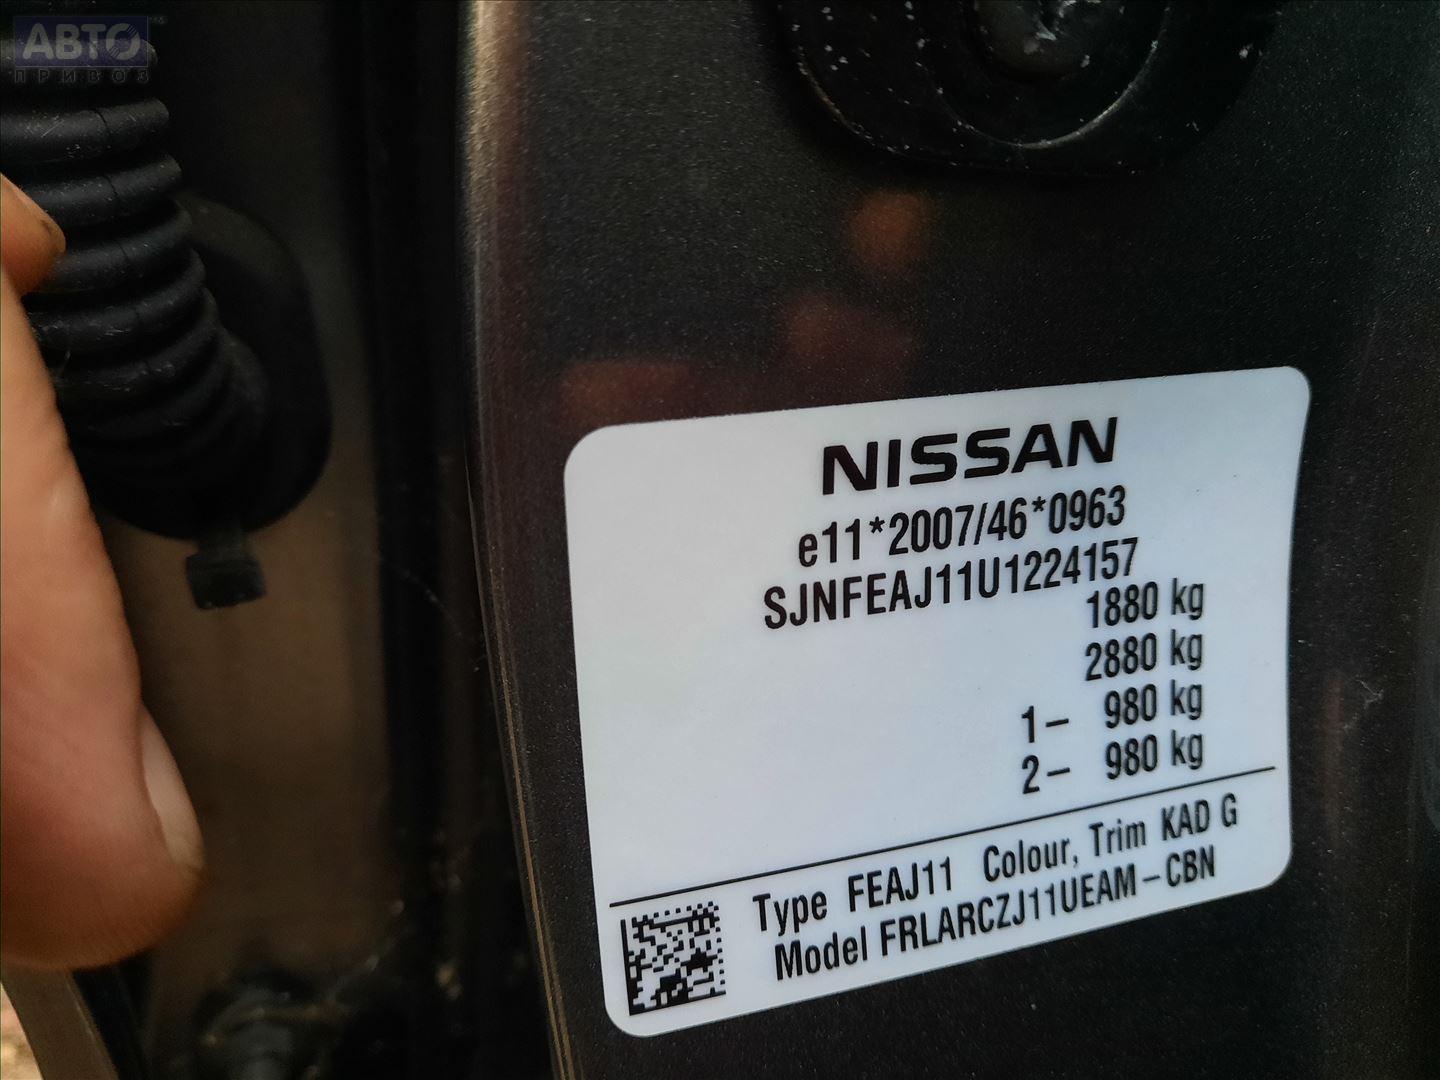 АВТО
ПРИВОЗ
NISSAN
e11*2007/46*0963
SJNFEAJ11U1224157
1880 kg
2880 kg
1- 980 kg
2- 980 kg
Type FEAJ11 Colour, Trim KAD G
Model FRLARCZJ11UEAM-CBN